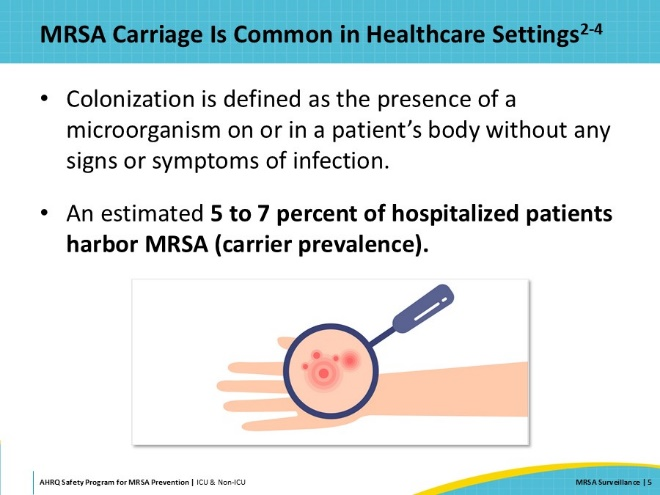 MRSA Carriage Is Common in Healthcare Settings2-4
• Colonization is defined as the presence of a
microorganism on or in a patient’s body without any
signs or symptoms of infection.
• An estimated 5 to 7 percent of hospitalized patients
harbor MRSA (carrier prevalence).
AHRQ Safety Program for MRSA Prevention | ICU & Non-ICU
MRSA Surveillance | 5